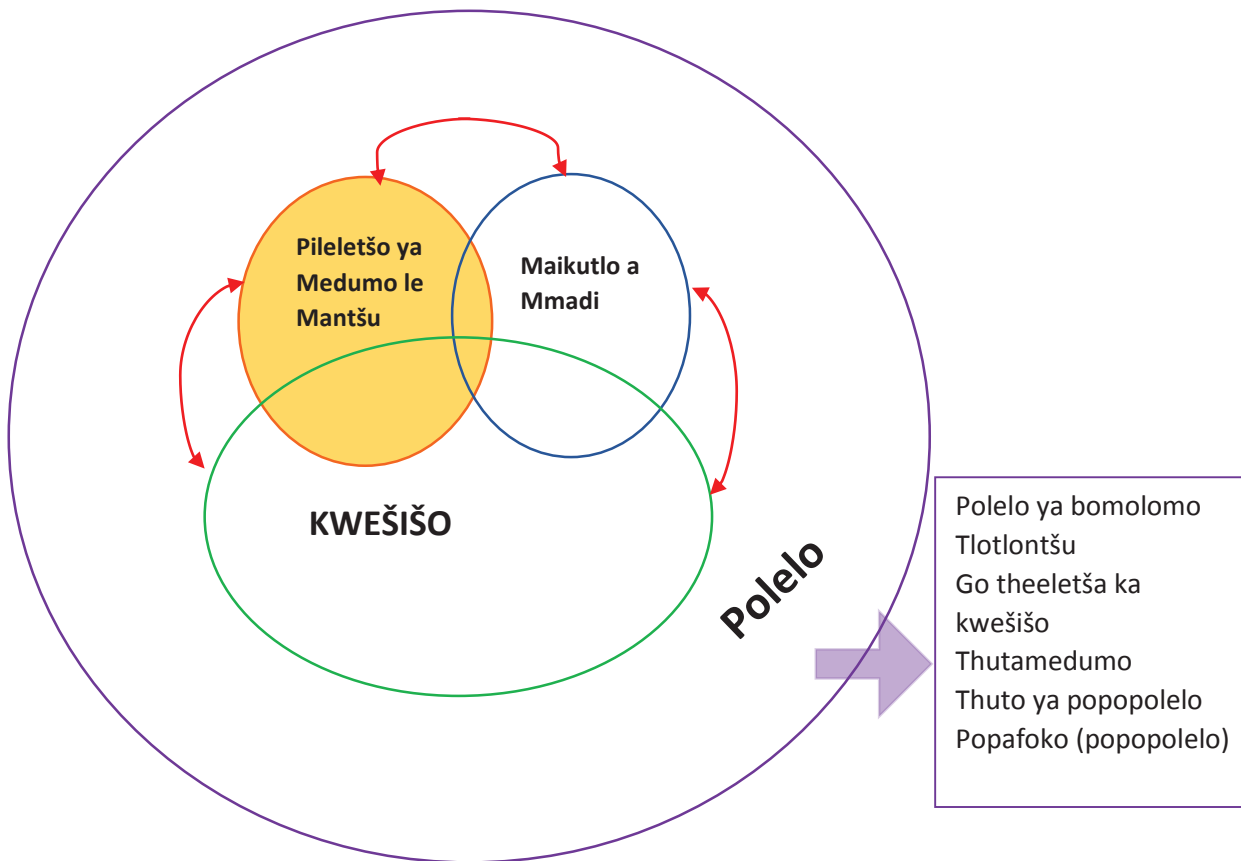 Pileletšo ya
Medumo le
Mantšu
Maikutlo a
Mmadi
KWEŠIŠO
Polelo
Polelo ya bomolomo
Tlotlontšu
Go theeletša ka
kwešišo
Thutamedumo
Thuto ya popopolelo
Popafoko (popopolelo)